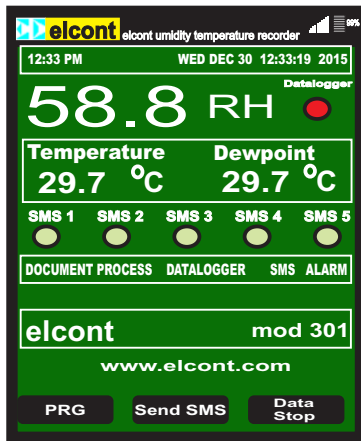 elcont elcont umidity temperature recorder 99%
12:33 PM WED DEC 30 12:33:19 2015
Datalogger
58.8 RH
Temperature Dewpoint
29.7 °C 29.7 °C
SMS 1 SMS 2 SMS 3 SMS 4 SMS 5
DOCUMENT PROCESS DATALOGGER SMS ALARM
elcont mod 301
www.elcont.com
PRG Send SMS Data
Stop